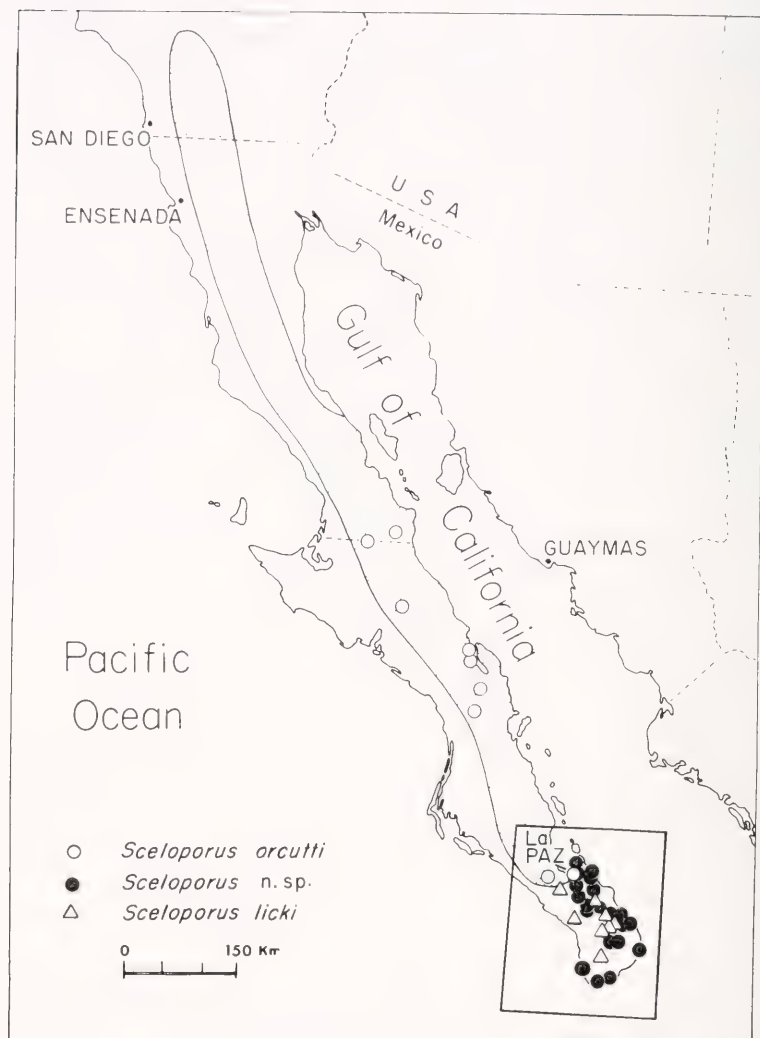 SAN DIEGO
ENSENADA
U S A
Mexico
Gulf of
California
GUAYMAS
Pacific
Ocean
La
PAZ
Sceloporus orcutti
Sceloporus n. sp.
Sceloporus licki
0 150 Km